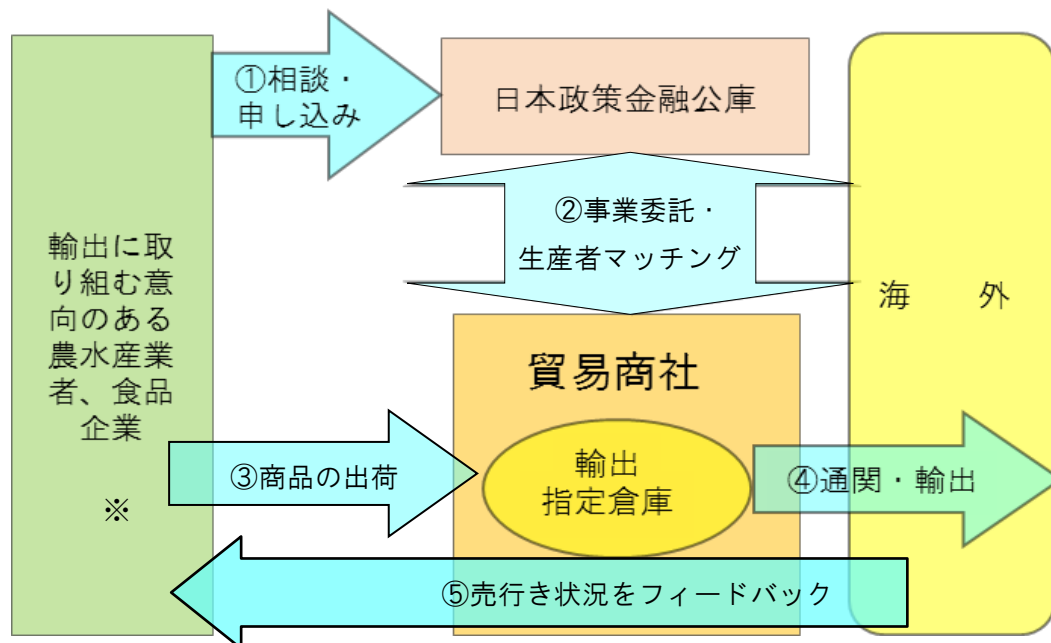 ①相談・
申し込み
日本政策金融公庫
②事業委託・
生産者マッチング
輸出に取
り組む意
向のある
農水産業
者、食品
企業
※
海　外
貿易商社
③商品の出荷
輸出
指定倉庫
④通関・輸出
⑤売行き状況をフィードバック